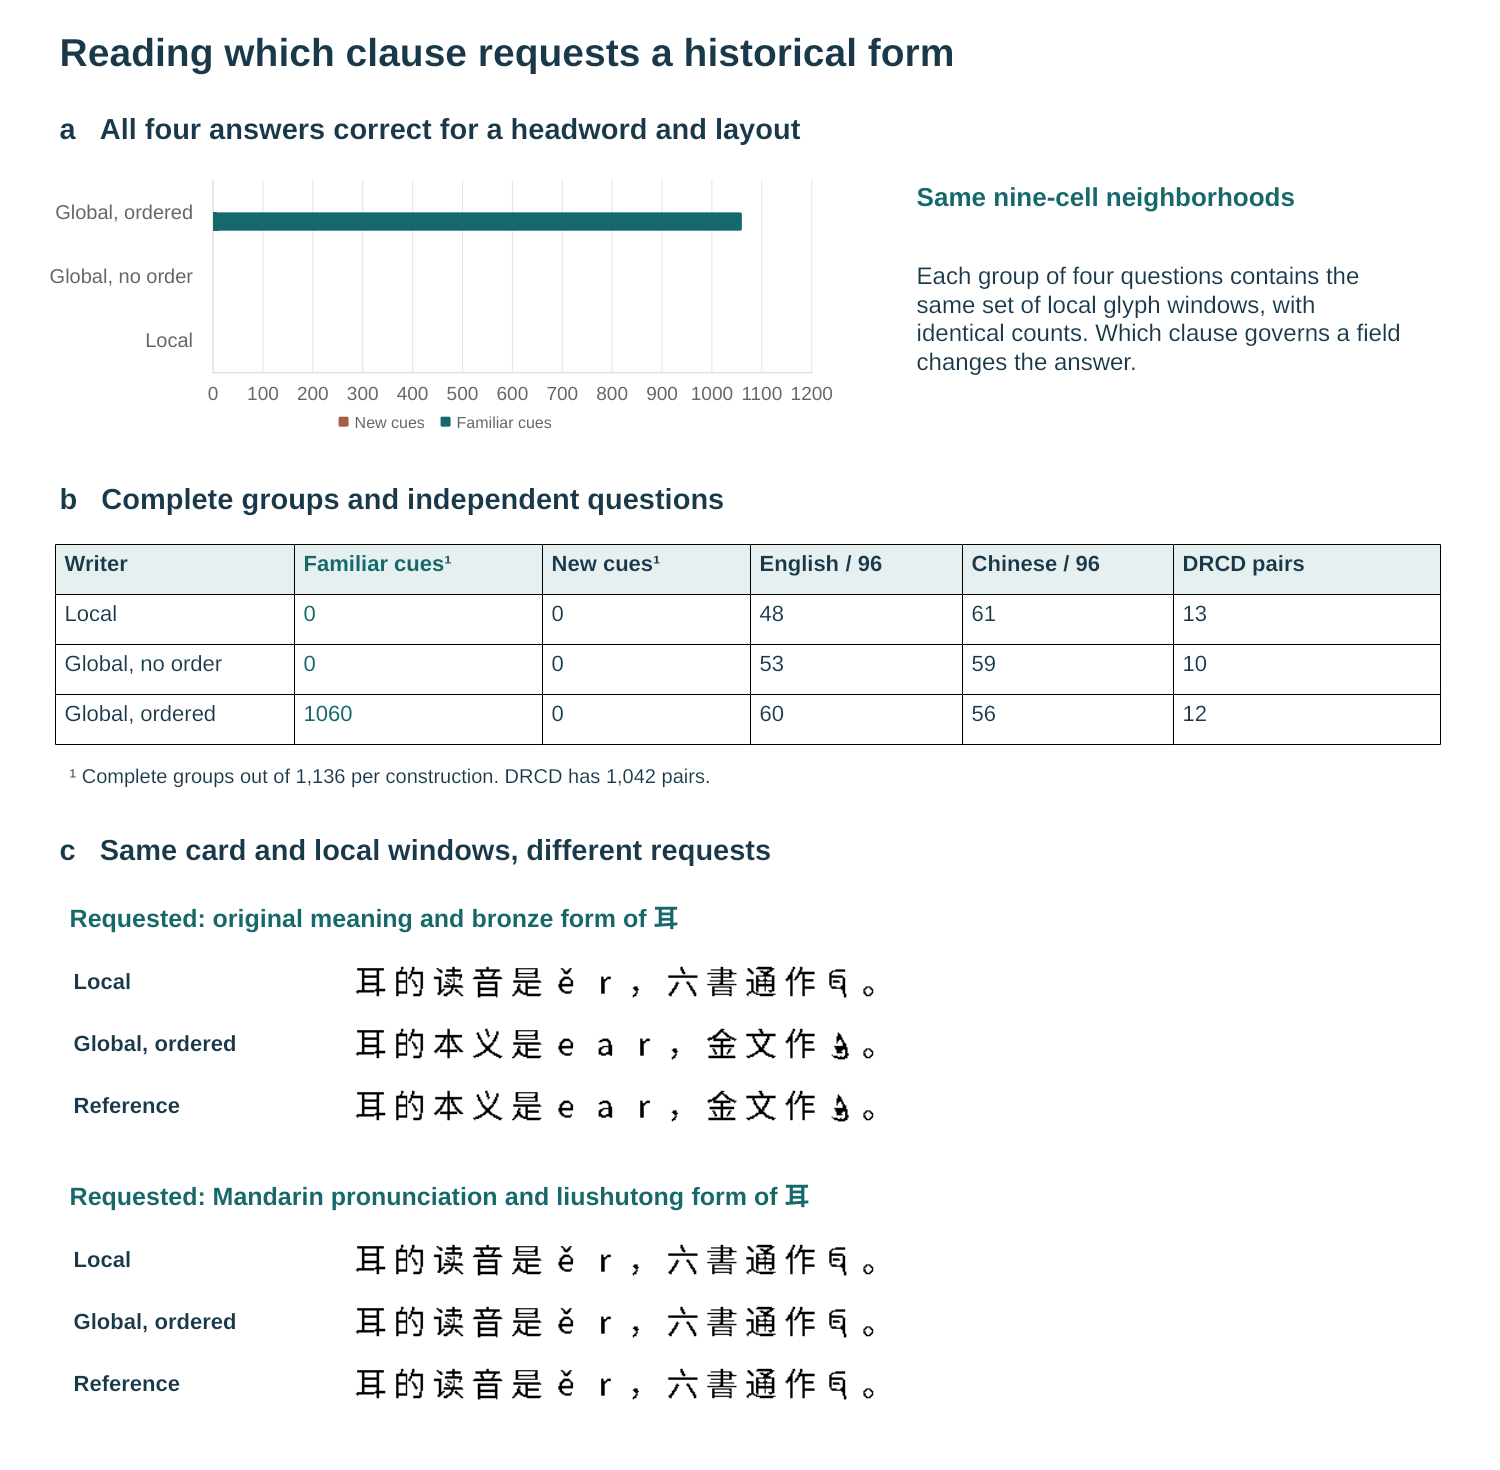 Reading which clause requests a historical form
a All four answers correct for a headword and layout
Global, ordered
Global, no order
Local
0 100 200 300 400 500 600 700 800 900 1000 1100 1200
New cues Familiar cues
Same nine-cell neighborhoods
Each group of four questions contains the
same set of local glyph windows, with
identical counts. Which clause governs a field
changes the answer.
b Complete groups and independent questions
Writer Familiar cues¹ New cues¹ English / 96 Chinese / 96 DRCD pairs
Local 0 0 48 61 13
Global, no order 0 0 53 59 10
Global, ordered 1060 0 60 56 12
¹ Complete groups out of 1,136 per construction. DRCD has 1,042 pairs.
c Same card and local windows, different requests
Requested: original meaning and bronze form of 耳
Local 耳的读音是ěr，六書通作。
Global, ordered 耳的本义是ear，金文作。
Reference 耳的本义是ear，金文作。
Requested: Mandarin pronunciation and liushutong form of 耳
Local 耳的读音是ěr，六書通作。
Global, ordered 耳的读音是ěr，六書通作。
Reference 耳的读音是ěr，六書通作。